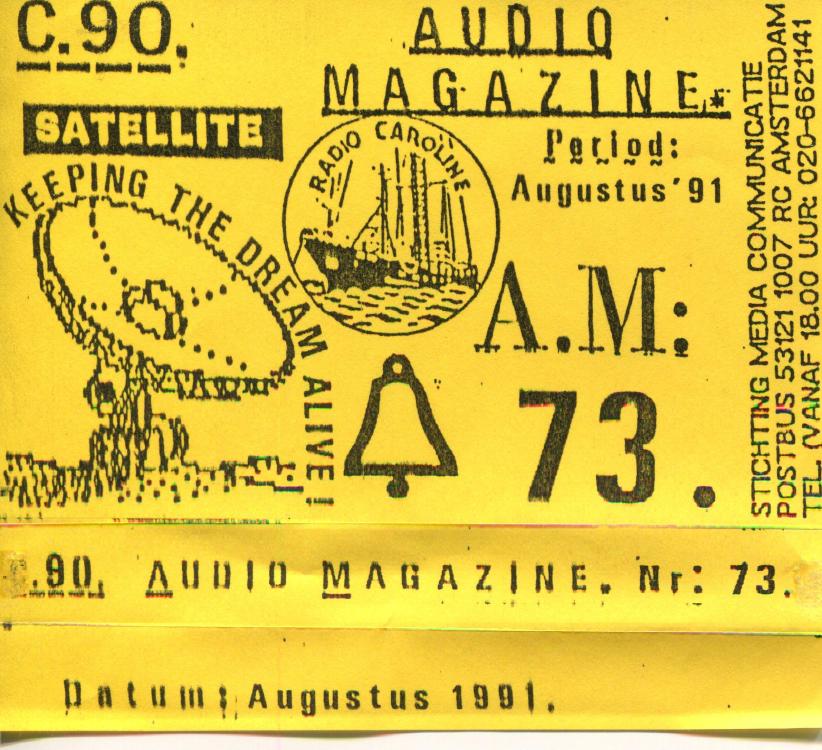 C.90.
AUDIO
MAGAZINE.
SATELLITE
KEEPING THE DREAM ALIVE!
RADIO CAROLINE
Period:
Augustus'91
A.M:
73.
STICHTING MEDIA COMMUNICATIE
POSTBUS 53121 1007 RC AMSTERDAM
TEL. (VANAF 18.00 UUR: 020-6621141
C.90. AUDIO MAGAZINE. Nr: 73.
Datum: Augustus 1991.